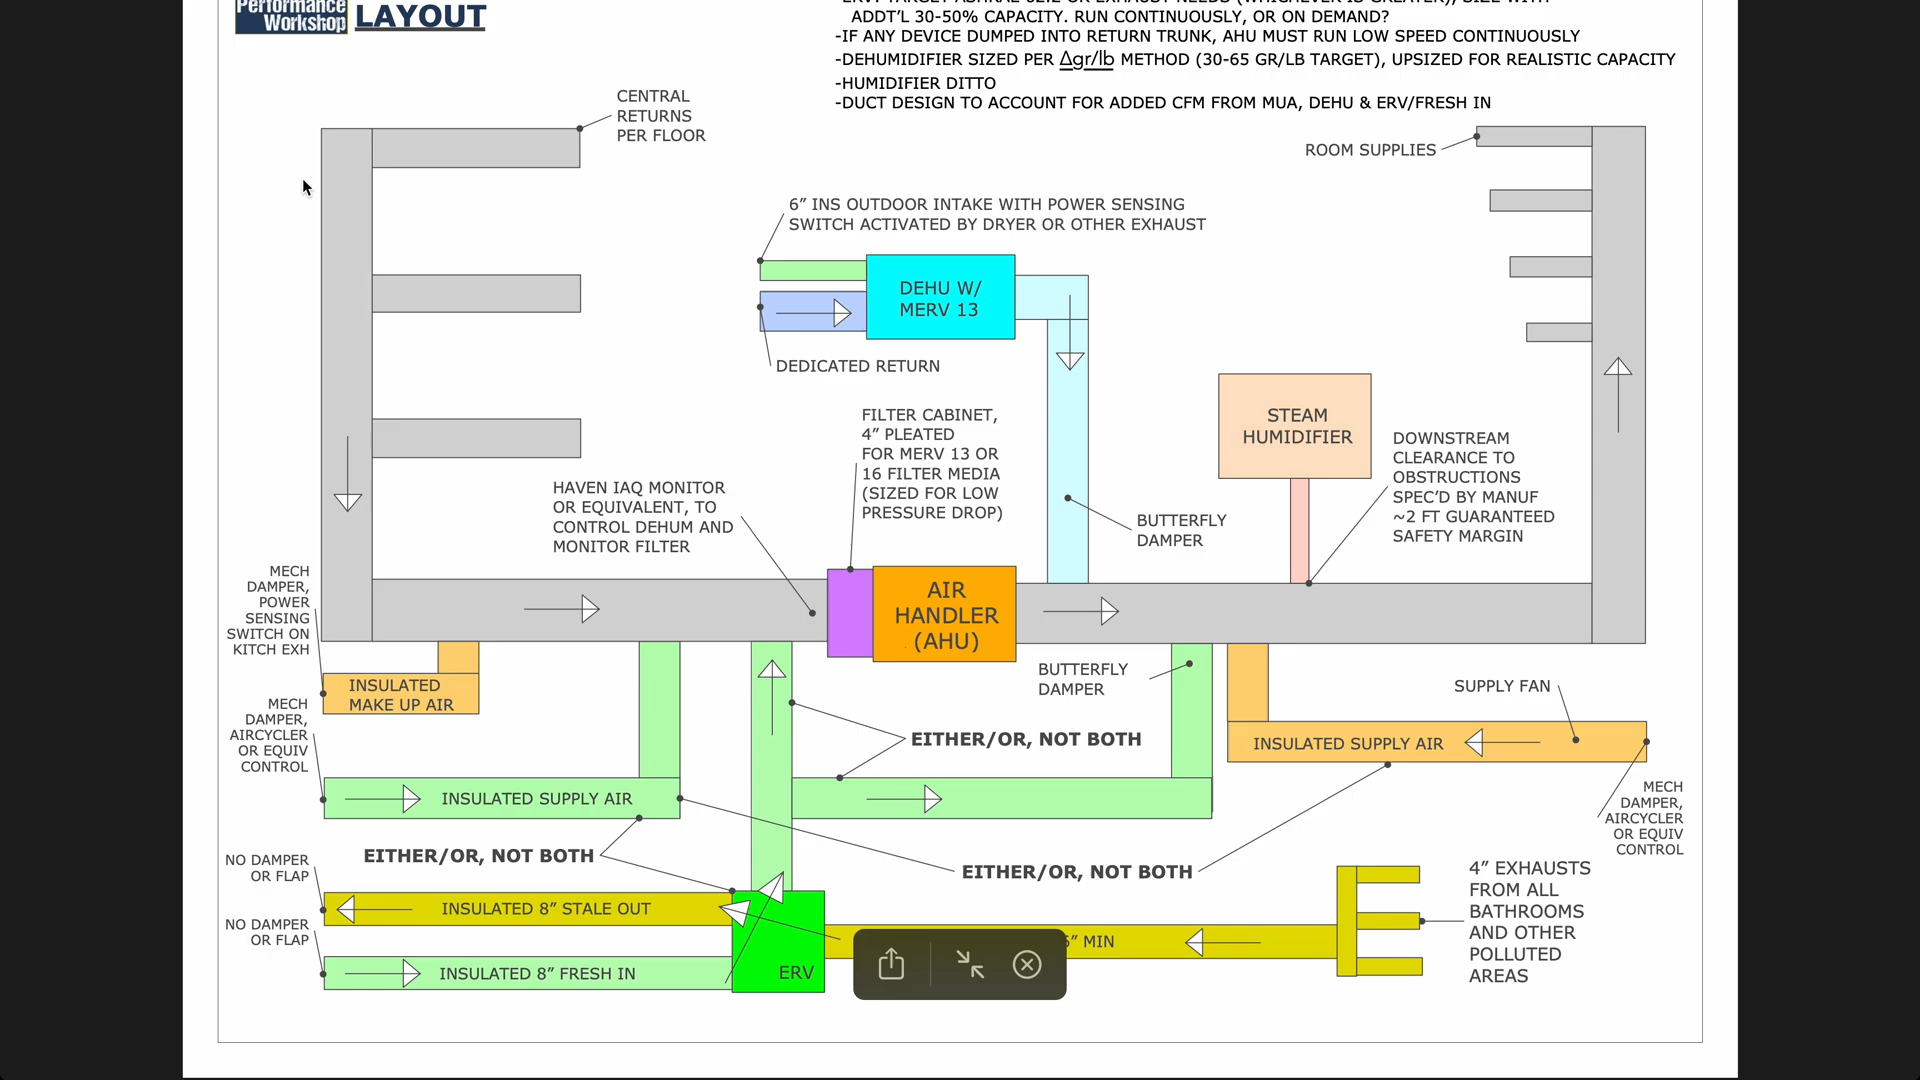 Performance
Workshop
LAYOUT
ADDT'L 30-50% CAPACITY. RUN CONTINUOUSLY, OR ON DEMAND?
-IF ANY DEVICE DUMPED INTO RETURN TRUNK, AHU MUST RUN LOW SPEED CONTINUOUSLY
-DEHUMIDIFIER SIZED PER Δgr/lb METHOD (30-65 GR/LB TARGET), UPSIZED FOR REALISTIC CAPACITY
-HUMIDIFIER DITTO
-DUCT DESIGN TO ACCOUNT FOR ADDED CFM FROM MUA, DEHU & ERV/FRESH IN
CENTRAL
RETURNS
PER FLOOR
ROOM SUPPLIES
6” INS OUTDOOR INTAKE WITH POWER SENSING
SWITCH ACTIVATED BY DRYER OR OTHER EXHAUST
DEHU W/
MERV 13
DEDICATED RETURN
FILTER CABINET,
4” PLEATED
FOR MERV 13 OR
16 FILTER MEDIA
(SIZED FOR LOW
PRESSURE DROP)
STEAM
HUMIDIFIER
DOWNSTREAM
CLEARANCE TO
OBSTRUCTIONS
SPEC'D BY MANUF
~2 FT GUARANTEED
SAFETY MARGIN
HAVEN IAQ MONITOR
OR EQUIVALENT, TO
CONTROL DEHUM AND
MONITOR FILTER
BUTTERFLY
DAMPER
MECH
DAMPER,
POWER
SENSING
SWITCH ON
KITCH EXH
AIR
HANDLER
(AHU)
INSULATED
MAKE UP AIR
BUTTERFLY
DAMPER
SUPPLY FAN
MECH
DAMPER,
AIRCYCLER
OR EQUIV
CONTROL
EITHER/OR, NOT BOTH
INSULATED SUPPLY AIR
INSULATED SUPPLY AIR
MECH
DAMPER,
AIRCYCLER
OR EQUIV
CONTROL
EITHER/OR, NOT BOTH
EITHER/OR, NOT BOTH
NO DAMPER
OR FLAP
INSULATED 8” STALE OUT
4” EXHAUSTS
FROM ALL
BATHROOMS
AND OTHER
POLLUTED
AREAS
NO DAMPER
OR FLAP
INSULATED 8” FRESH IN
ERV
MIN